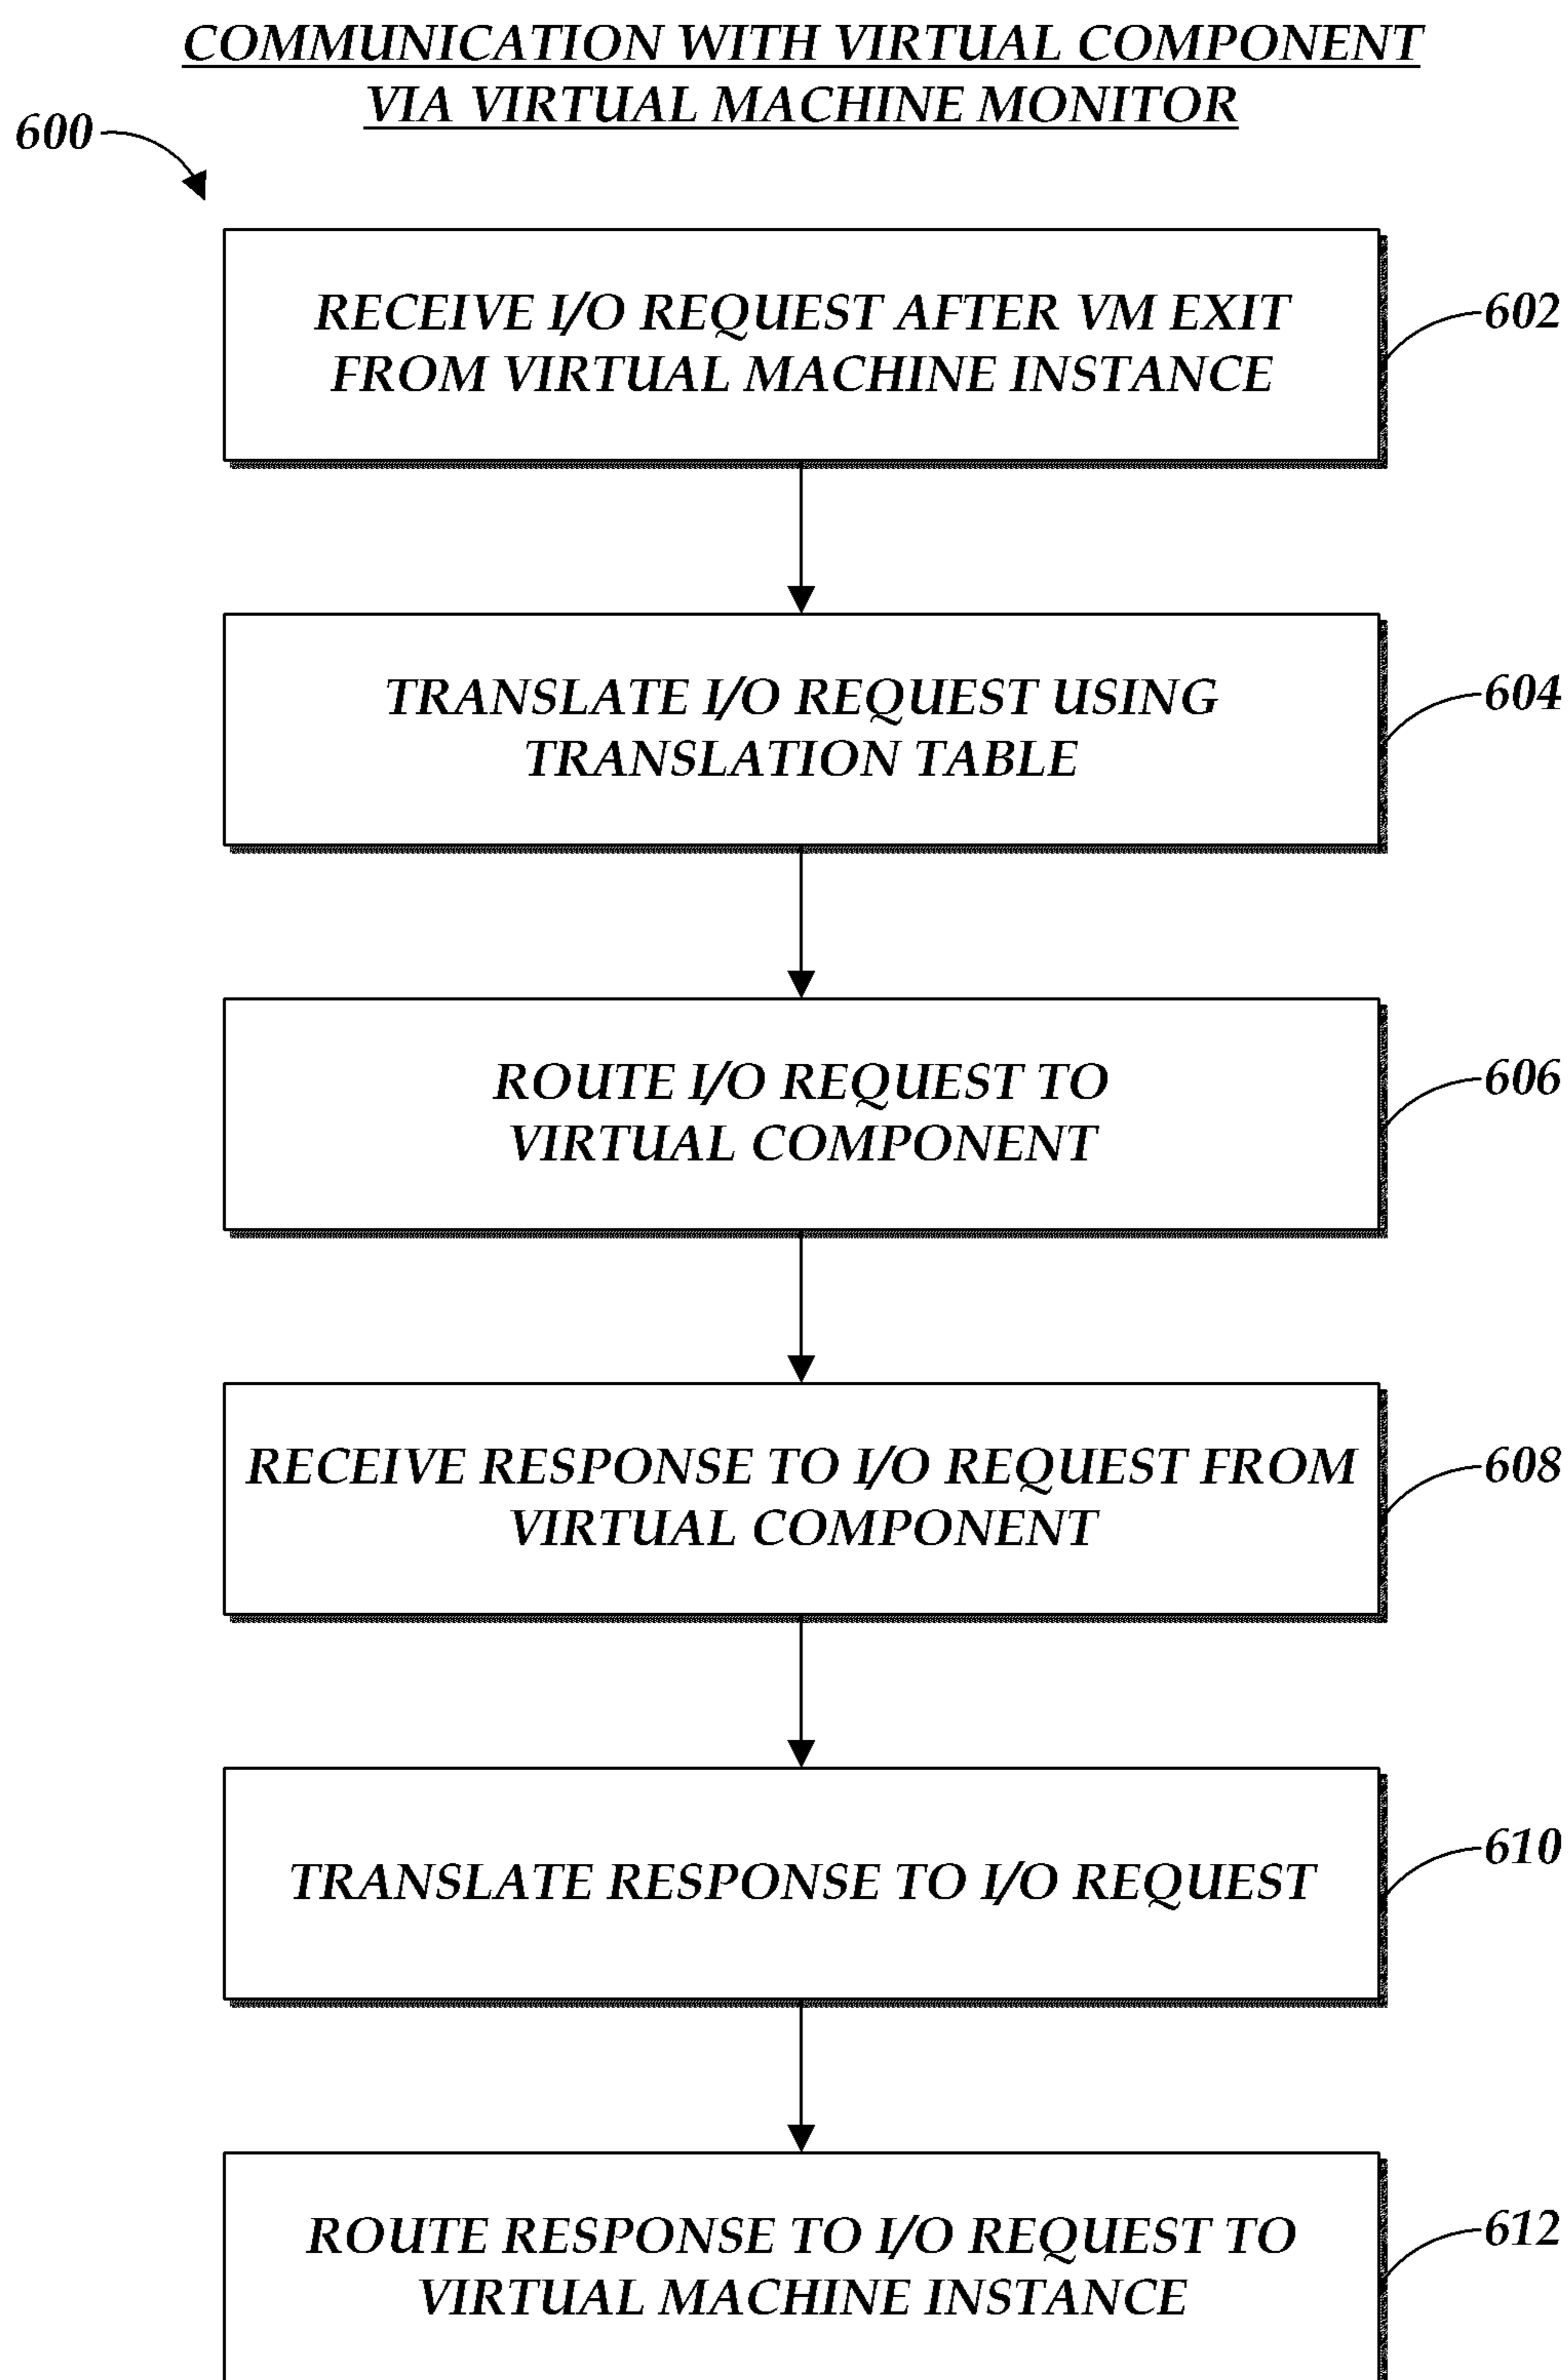 COMMUNICATION WITH VIRTUAL COMPONENT
VIA VIRTUAL MACHINE MONITOR
600
RECEIVE I/O REQUEST AFTER VM EXIT
FROM VIRTUAL MACHINE INSTANCE
602
TRANSLATE I/O REQUEST USING
TRANSLATION TABLE
604
ROUTE I/O REQUEST TO
VIRTUAL COMPONENT
606
RECEIVE RESPONSE TO I/O REQUEST FROM
VIRTUAL COMPONENT
608
TRANSLATE RESPONSE TO I/O REQUEST
610
ROUTE RESPONSE TO I/O REQUEST TO
VIRTUAL MACHINE INSTANCE
612